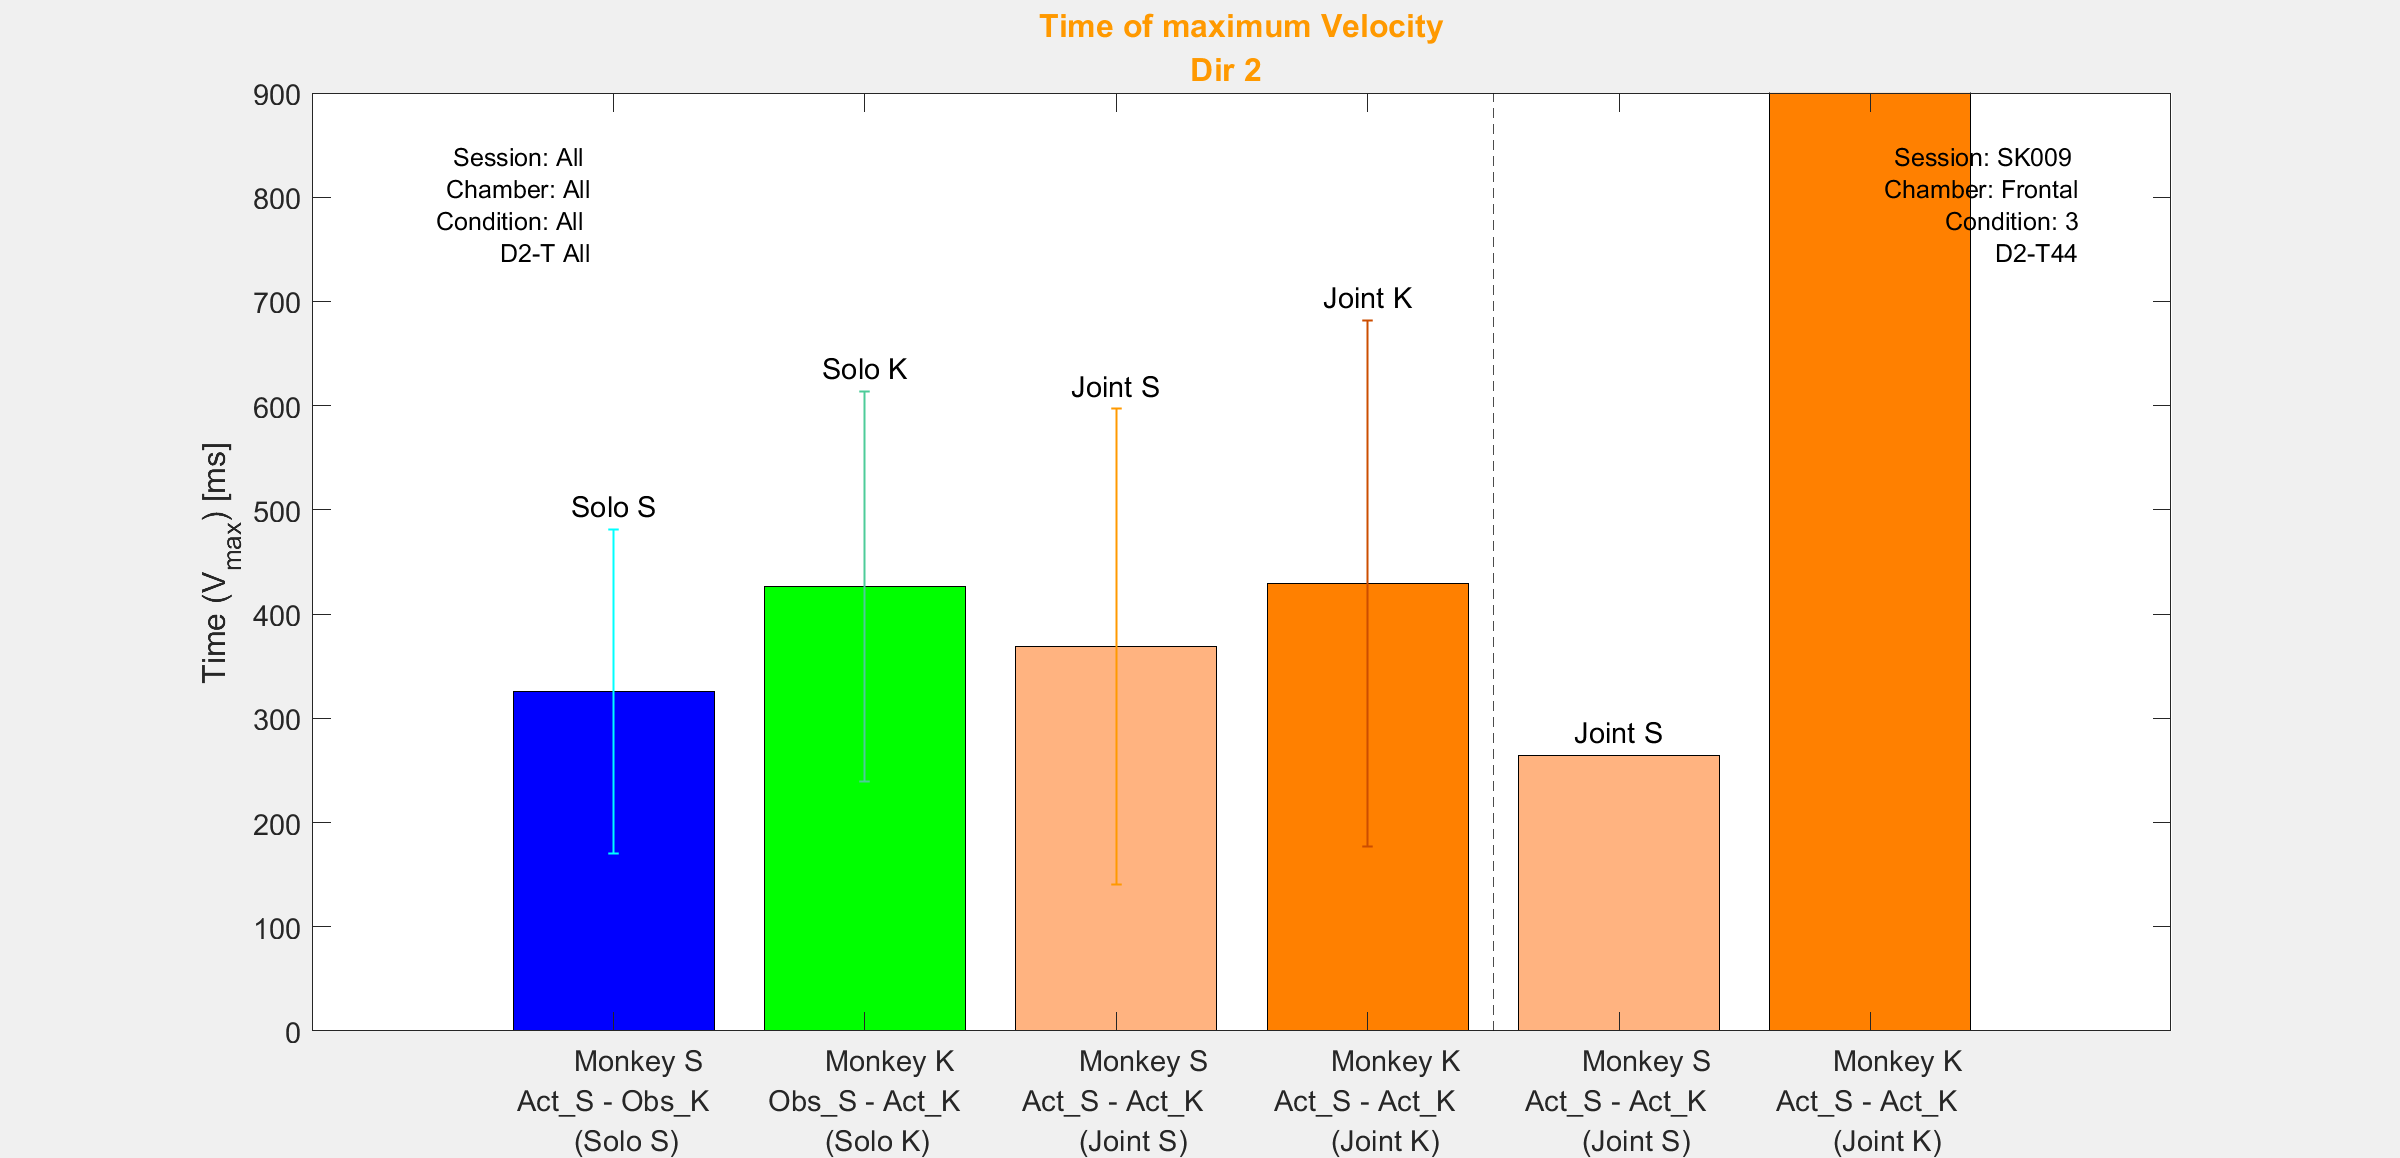 Time of maximum Velocity
Dir 2
900
800
700
600
500
400
300
200
100
0
Time (Vmax) [ms]
Session: All
Chamber: All
Condition: All
D2-T All
Session: SK009
Chamber: Frontal
Condition: 3
D2-T44
Solo S
Solo K
Joint S
Joint K
Joint S
Monkey S
Act_S - Obs_K
(Solo S)
Monkey K
Obs_S - Act_K
(Solo K)
Monkey S
Act_S - Act_K
(Joint S)
Monkey K
Act_S - Act_K
(Joint K)
Monkey S
Act_S - Act_K
(Joint S)
Monkey K
Act_S - Act_K
(Joint K)